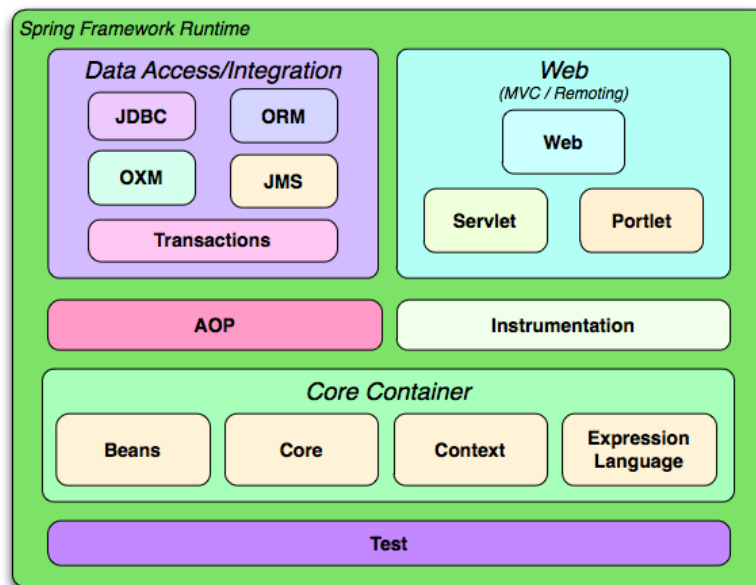 Spring Framework Runtime
Data Access/Integration
JDBC
ORM
OXM
JMS
Transactions
Web
(MVC / Remoting)
Web
Servlet
Portlet
AOP
Instrumentation
Core Container
Beans
Core
Context
Expression
Language
Test